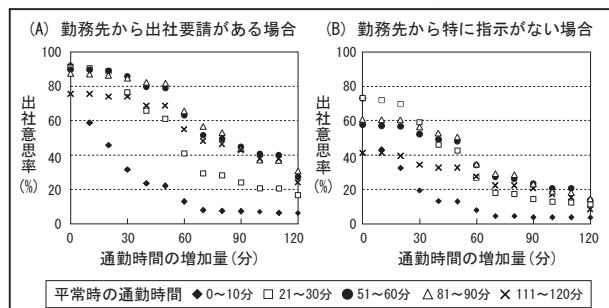 (A) 勤務先から出社要請がある場合
(B) 勤務先から特に指示がない場合
出社意思率(%)
100
80
60
40
20
0
0 30 60 90 120
通勤時間の増加量(分)
出社意思率(%)
100
80
60
40
20
0
0 30 60 90 120
通勤時間の増加量(分)
平常時の通勤時間 ◆0～10分 □21～30分 ●51～60分 △81～90分 ×111～120分